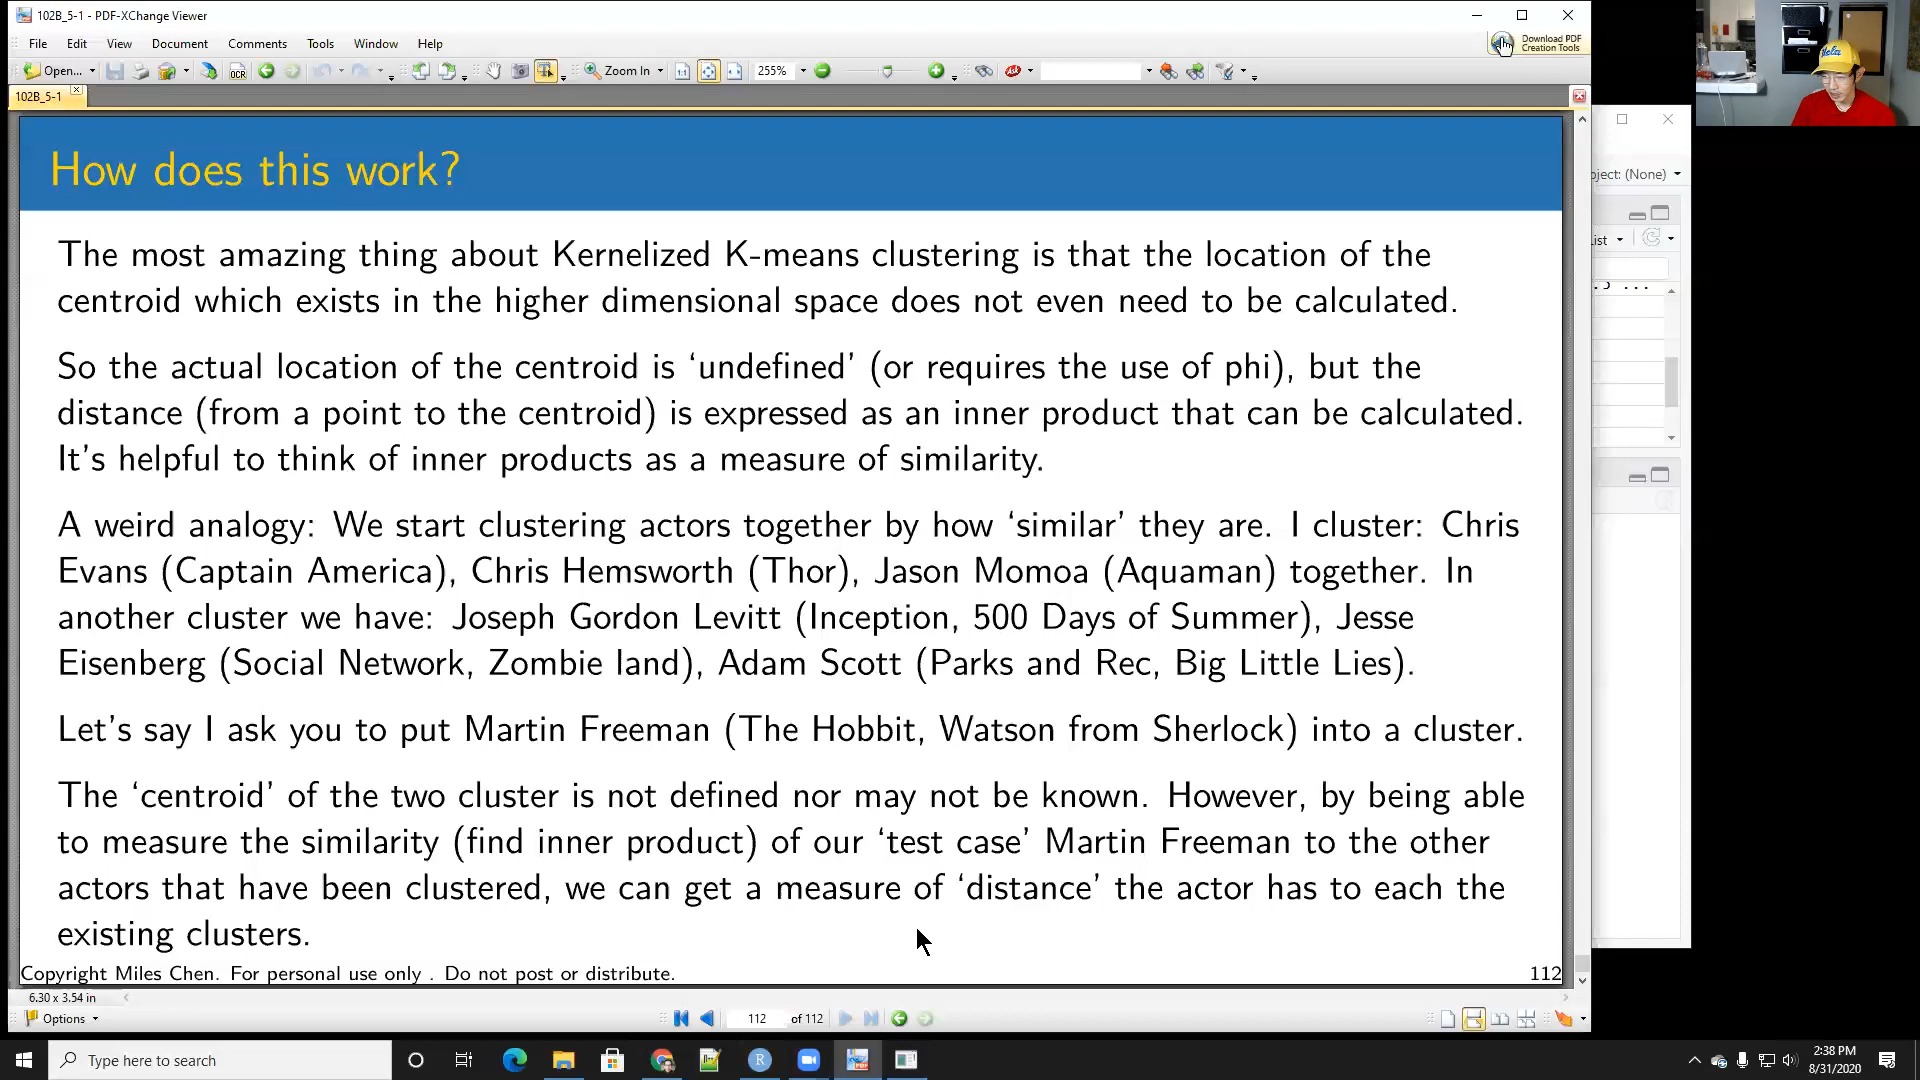 102B_5-1 - PDF-XChange Viewer
File Edit View Document Comments Tools Window Help
Download PDF
Creation Tools
Open...
OCR
Zoom In
255%
102B_5-1
How does this work?
The most amazing thing about Kernelized K-means clustering is that the location of the
centroid which exists in the higher dimensional space does not even need to be calculated.
So the actual location of the centroid is ‘undefined’ (or requires the use of phi), but the
distance (from a point to the centroid) is expressed as an inner product that can be calculated.
It’s helpful to think of inner products as a measure of similarity.
A weird analogy: We start clustering actors together by how ‘similar’ they are. I cluster: Chris
Evans (Captain America), Chris Hemsworth (Thor), Jason Momoa (Aquaman) together. In
another cluster we have: Joseph Gordon Levitt (Inception, 500 Days of Summer), Jesse
Eisenberg (Social Network, Zombie land), Adam Scott (Parks and Rec, Big Little Lies).
Let’s say I ask you to put Martin Freeman (The Hobbit, Watson from Sherlock) into a cluster.
The ‘centroid’ of the two cluster is not defined nor may not be known. However, by being able
to measure the similarity (find inner product) of our ‘test case’ Martin Freeman to the other
actors that have been clustered, we can get a measure of ‘distance’ the actor has to each the
existing clusters.
Copyright Miles Chen. For personal use only . Do not post or distribute.
112
oject: (None)
ist
6.30 x 3.54 in
Options
112 of 112
Type here to search
2:38 PM
8/31/2020